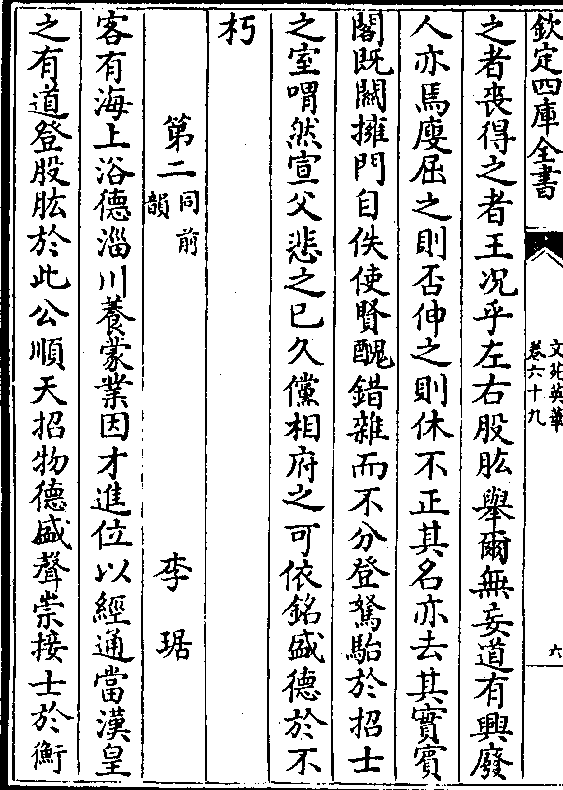 欽定四庫全書
文苑英華
卷六十九
六
之者喪得之者王况乎左右股肱舉爾無妄道有興廢
人亦馬廋屈之則否伸之則休不正其名亦去其實賓
閣既闢擁門自佚使賢醜錯雜而不分登駑駘於招士
之室喟然宣父悲之已久儻相府之可依銘盛德於不
朽
第二同前韻 李琚
客有海上浴德淄川養蒙業因才進位以經通當漢皇
之有道登股肱於此公順天招物德盛聲崇接士於衡